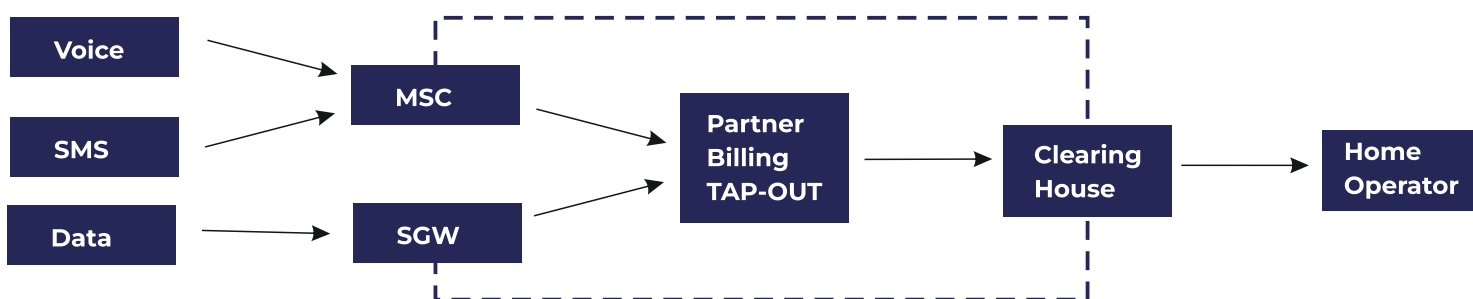 Voice
SMS
Data
MSC
SGW
Partner
Billing
TAP-OUT
Clearing
House
Home
Operator